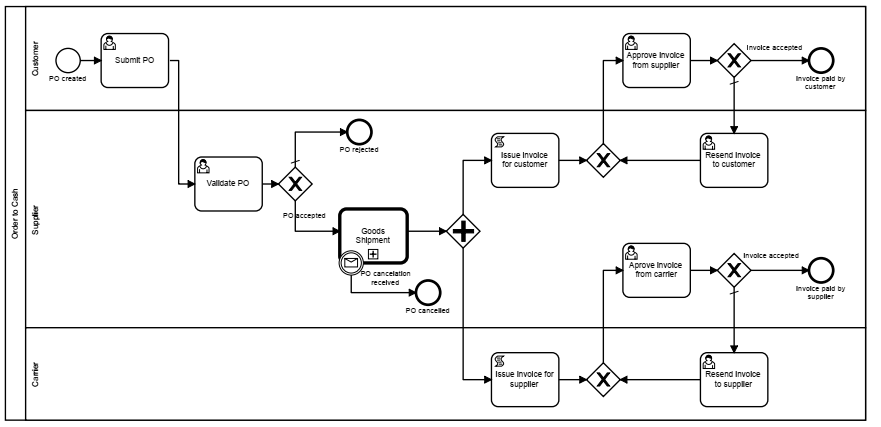 Order to Cash
Customer
Supplier
Carrier
PO created
Submit PO
Approve Invoice
from supplier
Invoice accepted
Invoice paid by
customer
Validate PO
PO rejected
PO accepted
Issue Invoice
for customer
Resend Invoice
to customer
Goods
Shipment
PO cancelation
received
PO cancelled
Aprove Invoice
from carrier
Invoice accepted
Invoice paid by
supplier
Issue Invoice for
supplier
Resend Invoice
to supplier